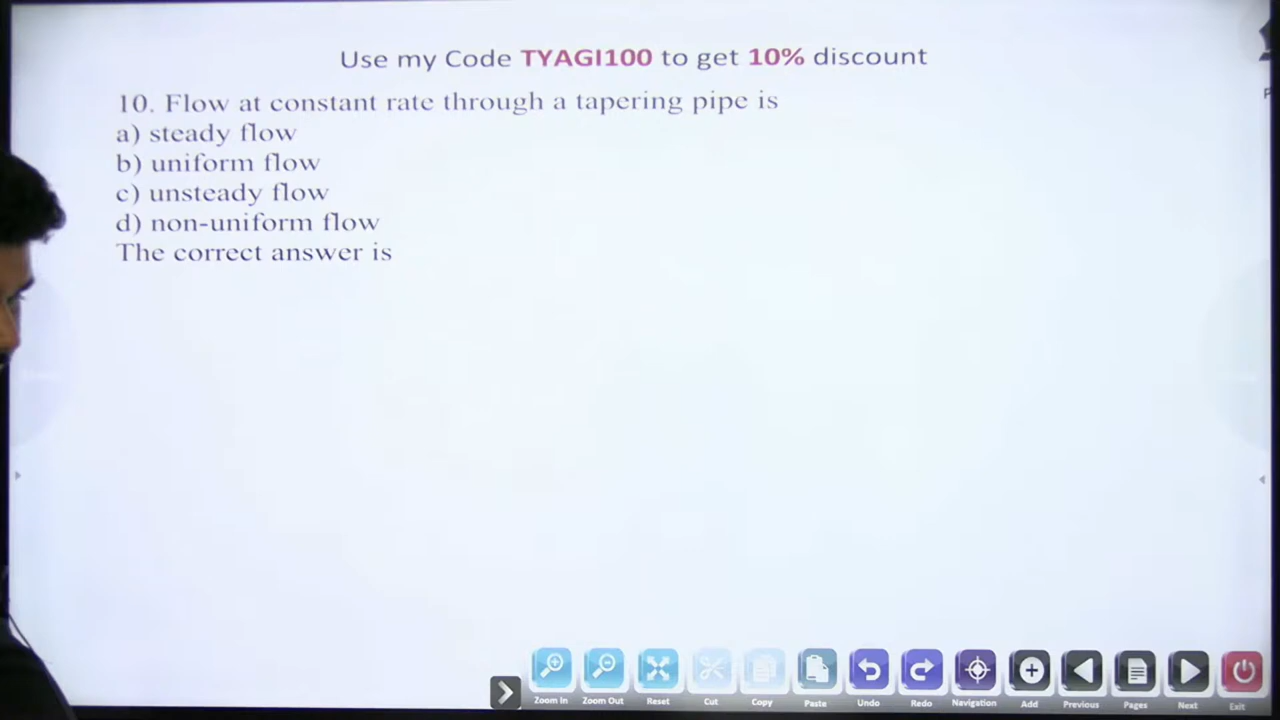 Use my Code TYAGI100 to get 10% discount
10. Flow at constant rate through a tapering pipe is
a) steady flow
b) uniform flow
c) unsteady flow
d) non-uniform flow
The correct answer is
Zoom In Zoom Out Reset Cut Copy Paste Undo Redo Navigation Add Previous Pages Next Exit